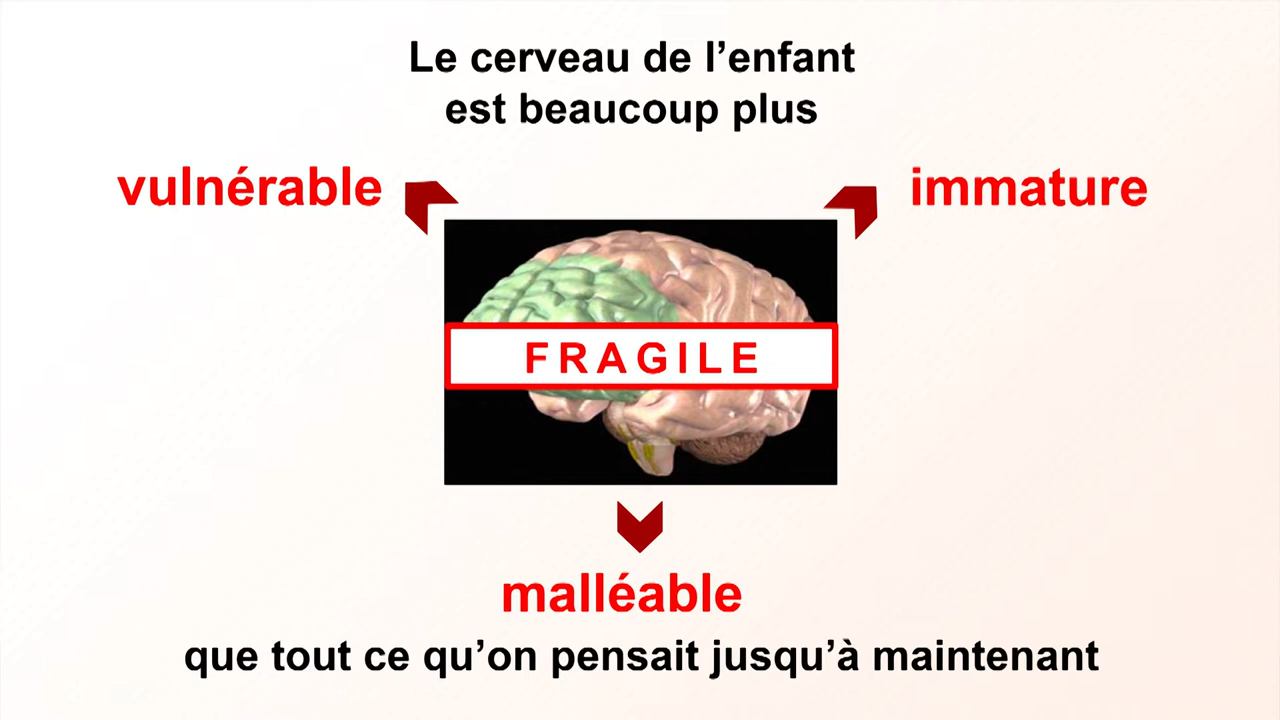 Le cerveau de l’enfant
est beaucoup plus
vulnérable
immature
FRAGILE
malléable
que tout ce qu’on pensait jusqu’à maintenant